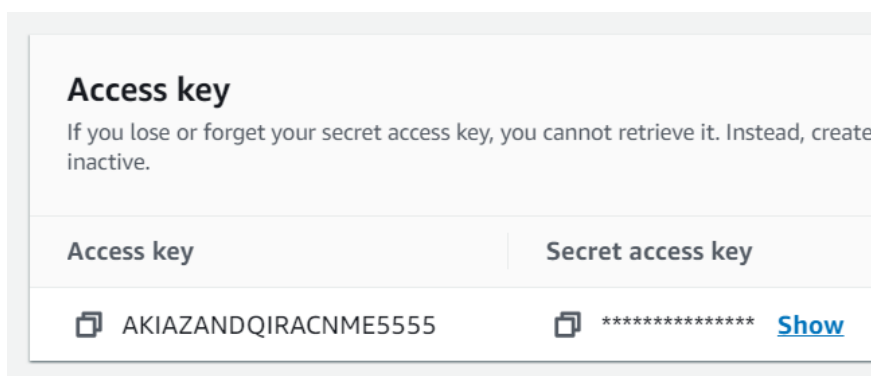 Access key
If you lose or forget your secret access key, you cannot retrieve it. Instead, create
inactive.
Access key Secret access key
AKIAZANDQIRACNME5555 *************** Show